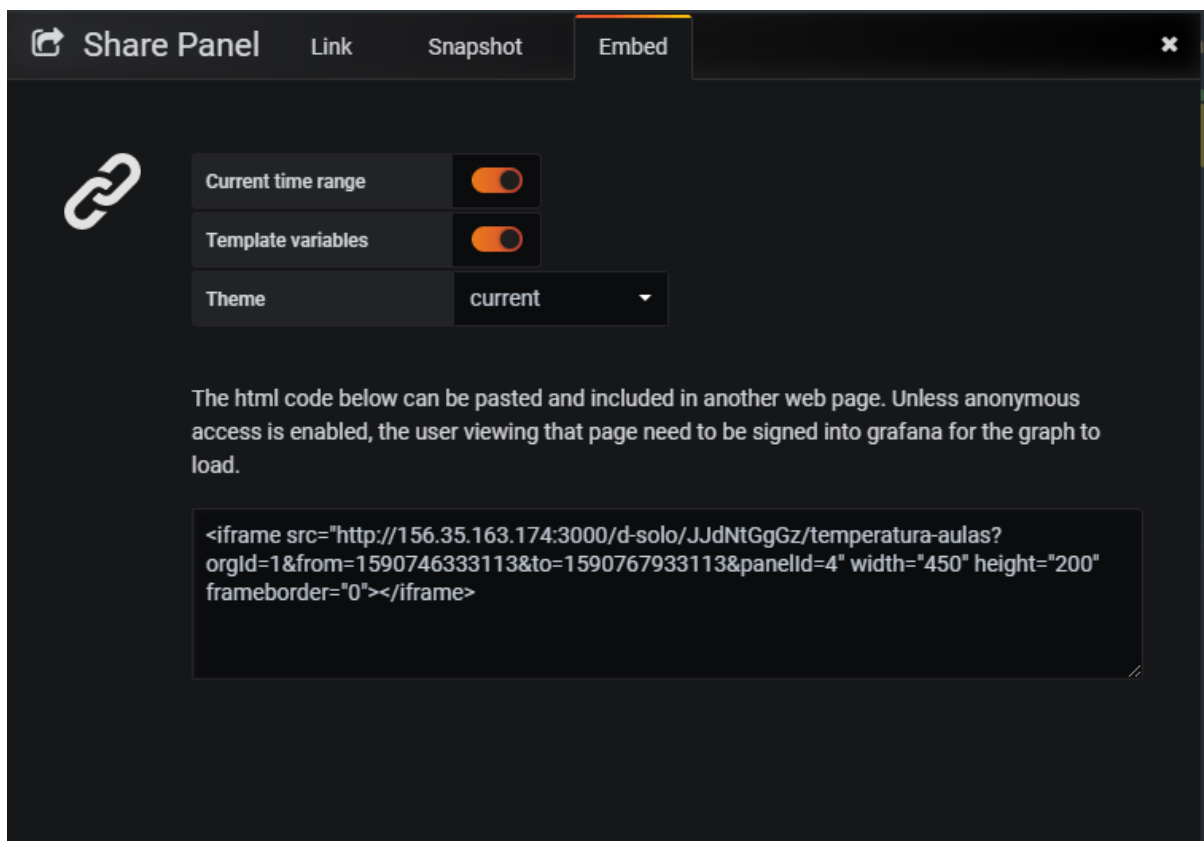 Share Panel Link Snapshot Embed
Current time range
Template variables
Theme current
The html code below can be pasted and included in another web page. Unless anonymous
access is enabled, the user viewing that page need to be signed into grafana for the graph to
load.
<iframe src="http://156.35.163.174:3000/d-solo/JJdNtGgGz/temperatura-aulas?
orgId=1&from=1590746333113&to=1590767933113&panelId=4" width="450" height="200"
frameborder="0"></iframe>